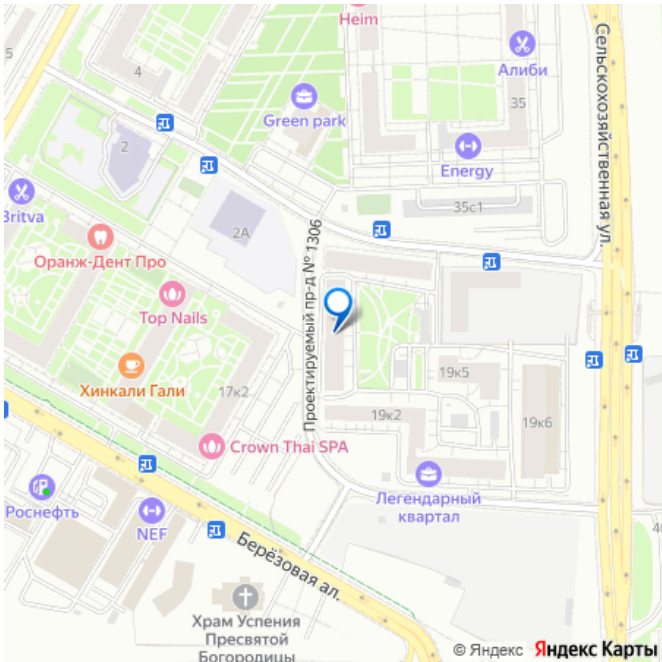 Heim
Сельскохозяйственная ул.
Алиби
4
35
Green park
2
Energy
Britva
35с1
2А
Оранж-Дент Про
Проектируемый пр-д № 1306
Top Nails
Хинкали Гали
17к2
19к5
19к2
19к6
Crown Thai SPA
Легендарный
квартал
Роснефть
NEF
Берёзовая ал.
Храм Успения
Пресвятой
Богородицы
© Яндекс Яндекс Карты